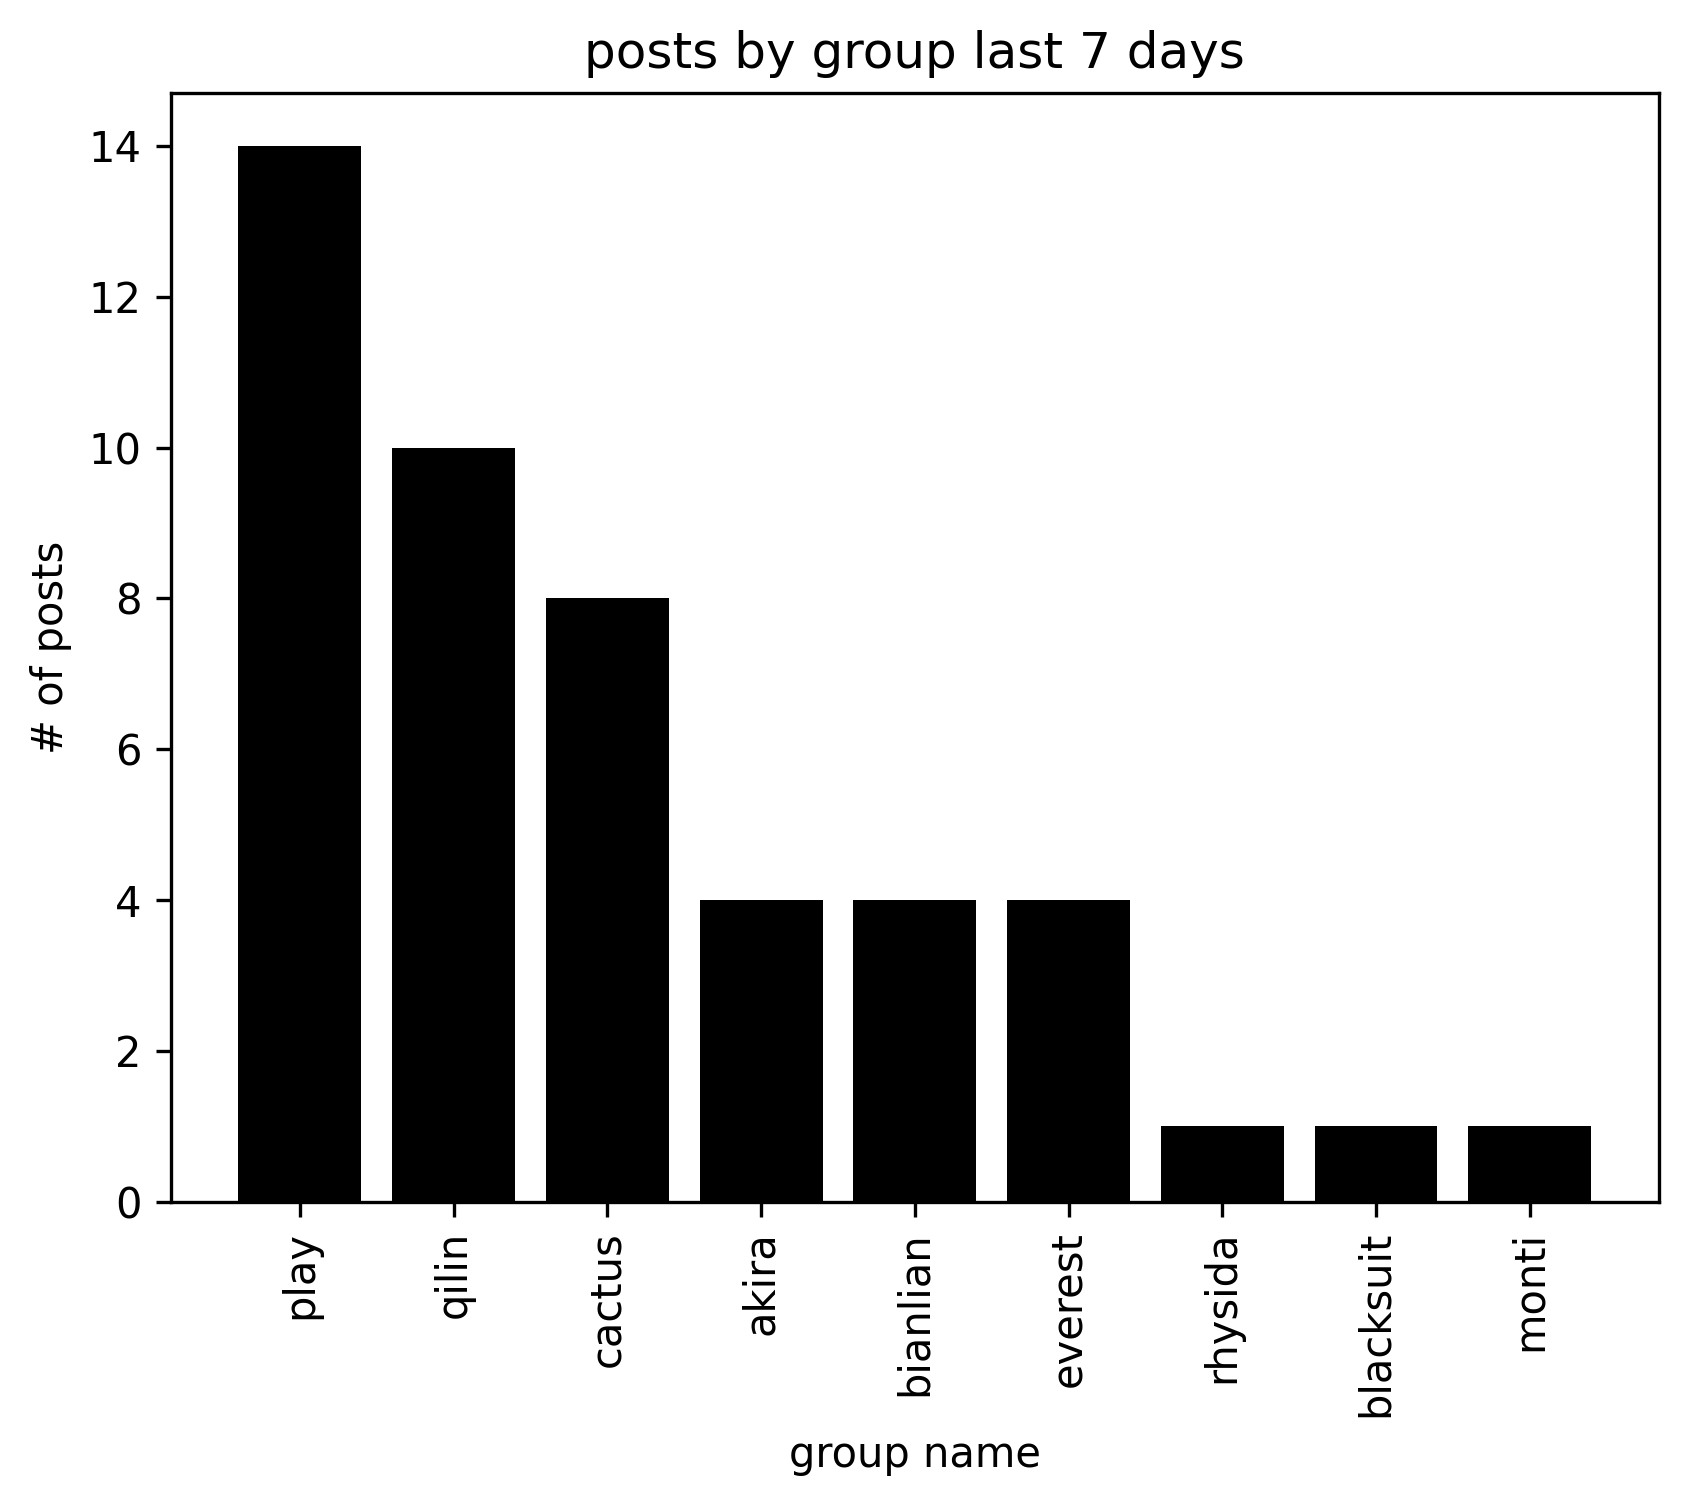 posts by group last 7 days
14
12
10
8
6
4
2
0
# of posts
play
qilin
cactus
akira
bianlian
everest
rhysida
blacksuit
monti
group name